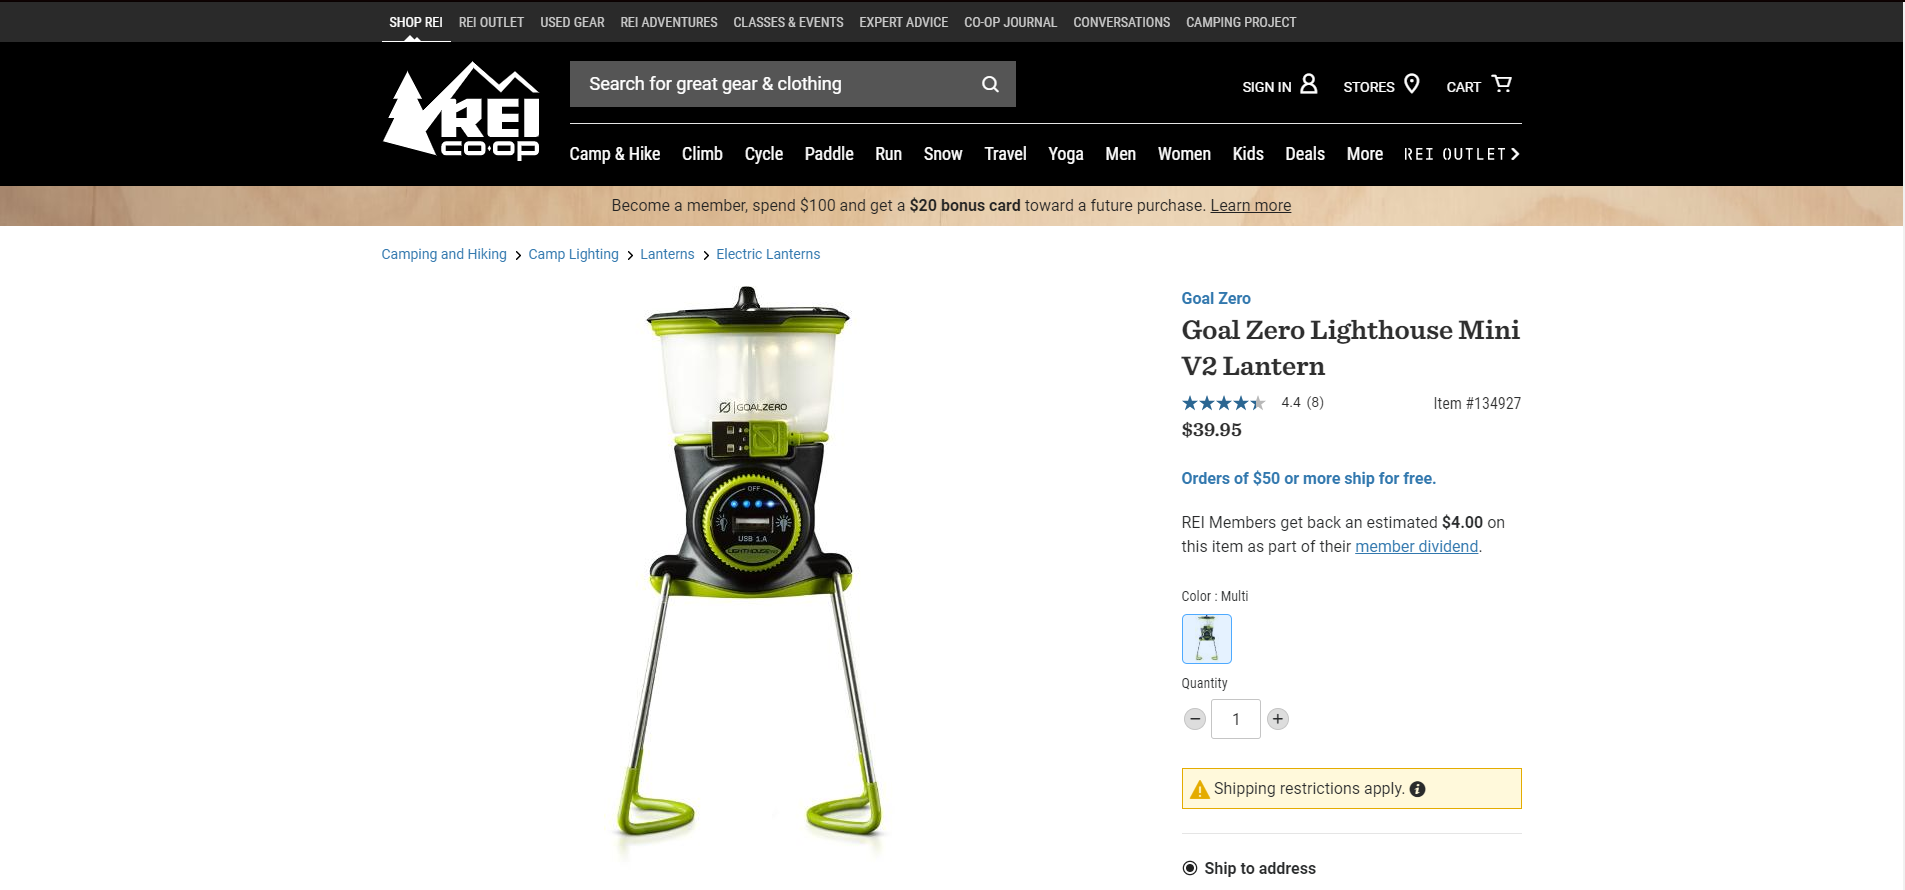 SHOP REI REI OUTLET USED GEAR REI ADVENTURES CLASSES & EVENTS EXPERT ADVICE CO-OP JOURNAL CONVERSATIONS CAMPING PROJECT
REI
CO·OP
Search for great gear & clothing
SIGN IN STORES CART
Camp & Hike Climb Cycle Paddle Run Snow Travel Yoga Men Women Kids Deals More REI OUTLET
Become a member, spend $100 and get a $20 bonus card toward a future purchase. Learn more
Camping and Hiking Camp Lighting Lanterns Electric Lanterns
GOALZERO
OFF
USB 1.A
LIGHTHOUSE
Goal Zero
Goal Zero Lighthouse Mini
V2 Lantern
4.4 (8) Item #134927
$39.95
Orders of $50 or more ship for free.
REI Members get back an estimated $4.00 on
this item as part of their member dividend.
Color : Multi
Quantity
− 1 +
Shipping restrictions apply. i
Ship to address